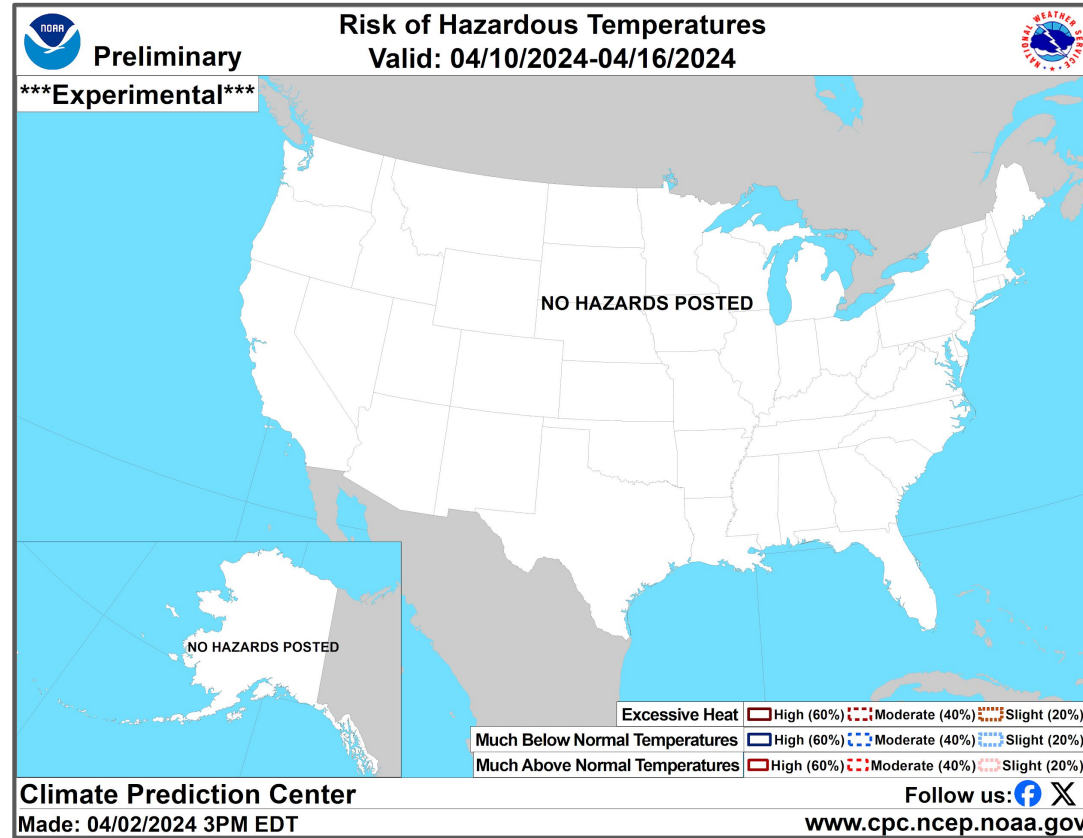 NOAA
Preliminary
Risk of Hazardous Temperatures
Valid: 04/10/2024-04/16/2024
NATIONAL WEATHER SERVICE
***Experimental***
NO HAZARDS POSTED
NO HAZARDS POSTED
Excessive Heat High (60%) Moderate (40%) Slight (20%)
Much Below Normal Temperatures High (60%) Moderate (40%) Slight (20%)
Much Above Normal Temperatures High (60%) Moderate (40%) Slight (20%)
Climate Prediction Center
Follow us:
Made: 04/02/2024 3PM EDT
www.cpc.ncep.noaa.gov